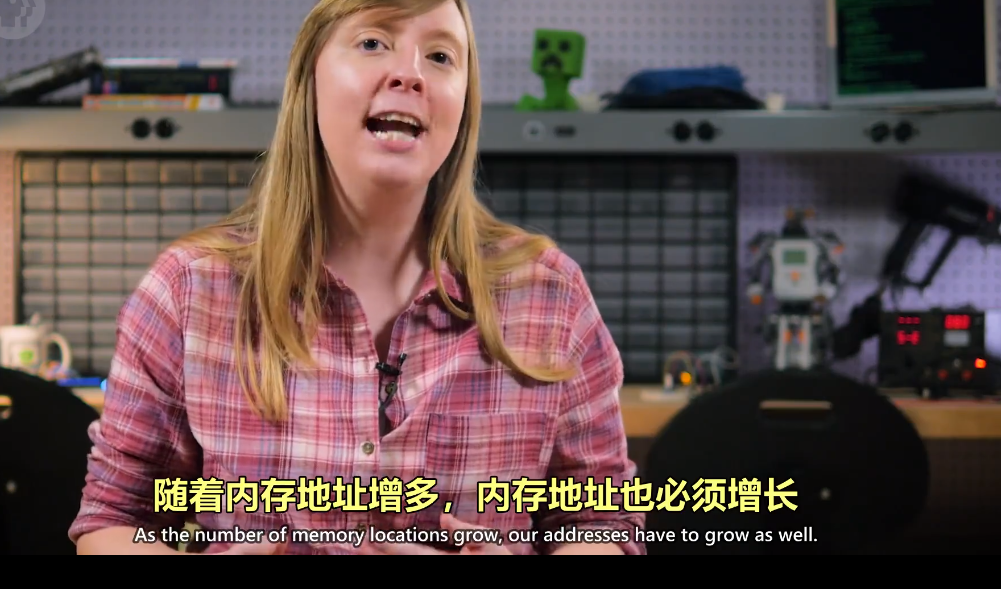 随着内存地址增多，内存地址也必须增长
As the number of memory locations grow, our addresses have to grow as well.